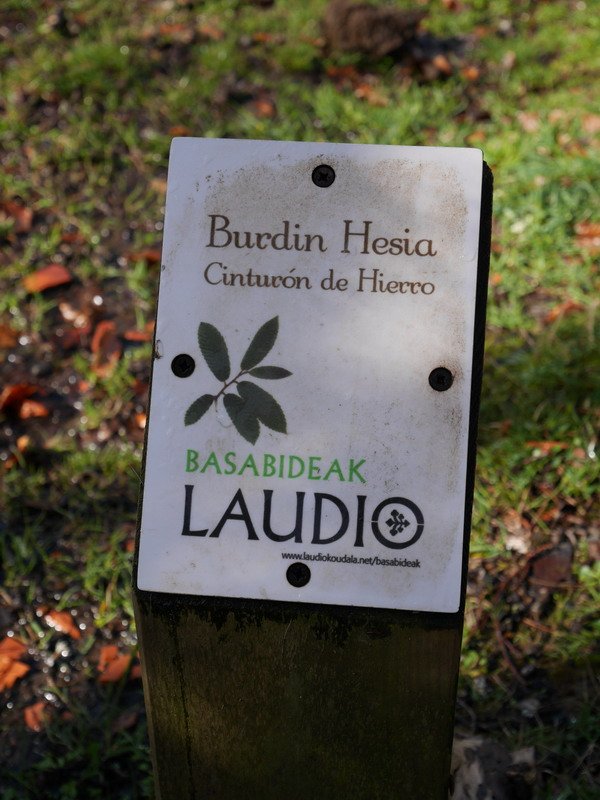 Burdin Hesia
Cinturón de Hierro
BASABIDEAK
LAUDIO
www.laudiokoudala.net/basabideak